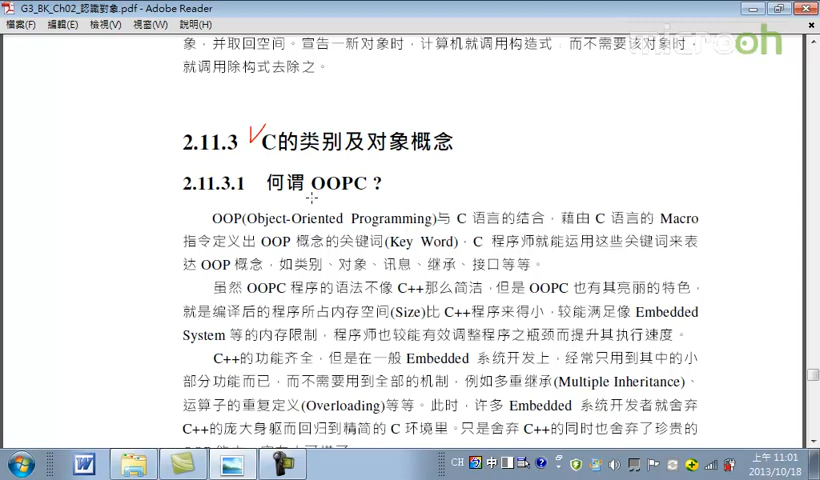 G3_BK_Ch02_認識對象.pdf - Adobe Reader
檔案(F) 編輯(E) 檢視(V) 視窗(W) 說明(H)
microoh
象，并取回空间。宣告一新对象时，计算机就调用构造式，而不需要该对象时，
就调用除构式去除之。
2.11.3 C的类别及对象概念
2.11.3.1 何谓 OOPC ?
OOP(Object-Oriented Programming)与 C 语言的结合，藉由 C 语言的 Macro
指令定义出 OOP 概念的关键词(Key Word)，C 程序师就能运用这些关键词来表
达 OOP 概念，如类别、对象、讯息、继承、接口等等。
虽然 OOPC 程序的语法不像 C++那么简洁，但是 OOPC 也有其亮丽的特色，
就是编译后的程序所占内存空间(Size)比 C++程序来得小，较能满足像 Embedded
System 等的内存限制，程序师也较能有效调整程序之瓶颈而提升其执行速度。
C++的功能齐全，但是在一般 Embedded 系统开发上，经常只用到其中的小
部分功能而已，而不需要用到全部的机制，例如多重继承(Multiple Inheritance)、
运算子的重复定义(Overloading)等等。此时，许多 Embedded 系统开发者就舍弃
C++的庞大身躯而回归到精简的 C 环境里。只是舍弃 C++的同时也舍弃了珍贵的
CH 中
上午 11:01
2013/10/18